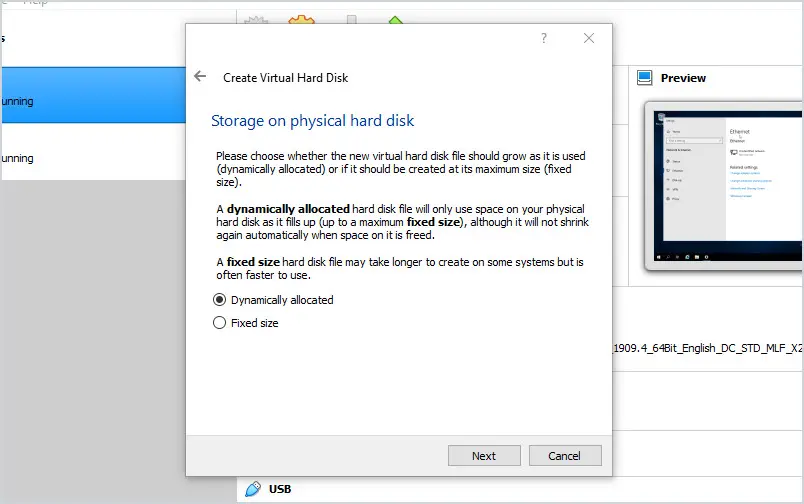 Help
s
?
Create Virtual Hard Disk
Preview
unning
unning
Storage on physical hard disk
Please choose whether the new virtual hard disk file should grow as it is used
(dynamically allocated) or if it should be created at its maximum size (fixed
size).
A dynamically allocated hard disk file will only use space on your physical
hard disk as it fills up (up to a maximum fixed size), although it will not shrink
again automatically when space on it is freed.
A fixed size hard disk file may take longer to create on some systems but is
often faster to use.
Dynamically allocated
Fixed size
Ethernet
Ethernet
Related settings
_1909.4_64Bit_English_DC_STD_MLF_X2
Next
Cancel
USB